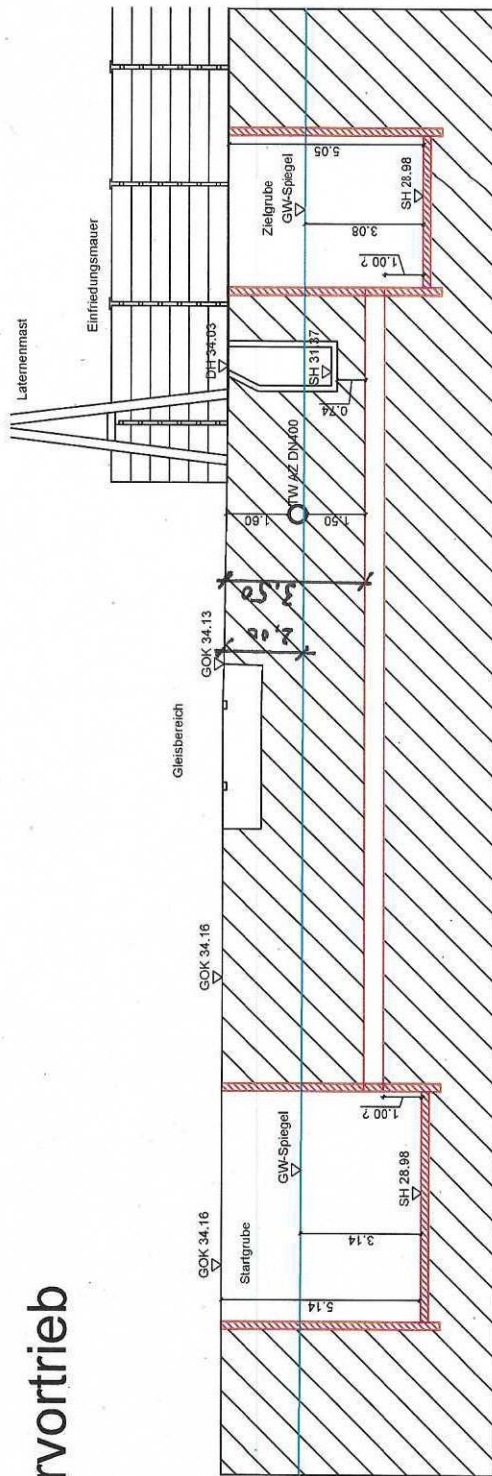 rvortrieb
Laternenmast
Einfriedungsmauer
Gleisbereich
GOK 34.16
GOK 34.16
GOK 34.13
DH 34.03
Startgrube
GW-Spiegel
5.14
3.14
SH 28.98
1.00 ?
2,00
3,50
1.60
TW AZ DN400
1.50
SH 31.37
0.74
Zielgrube
GW-Spiegel
5.05
3.08
1.00 ?
SH 28.98